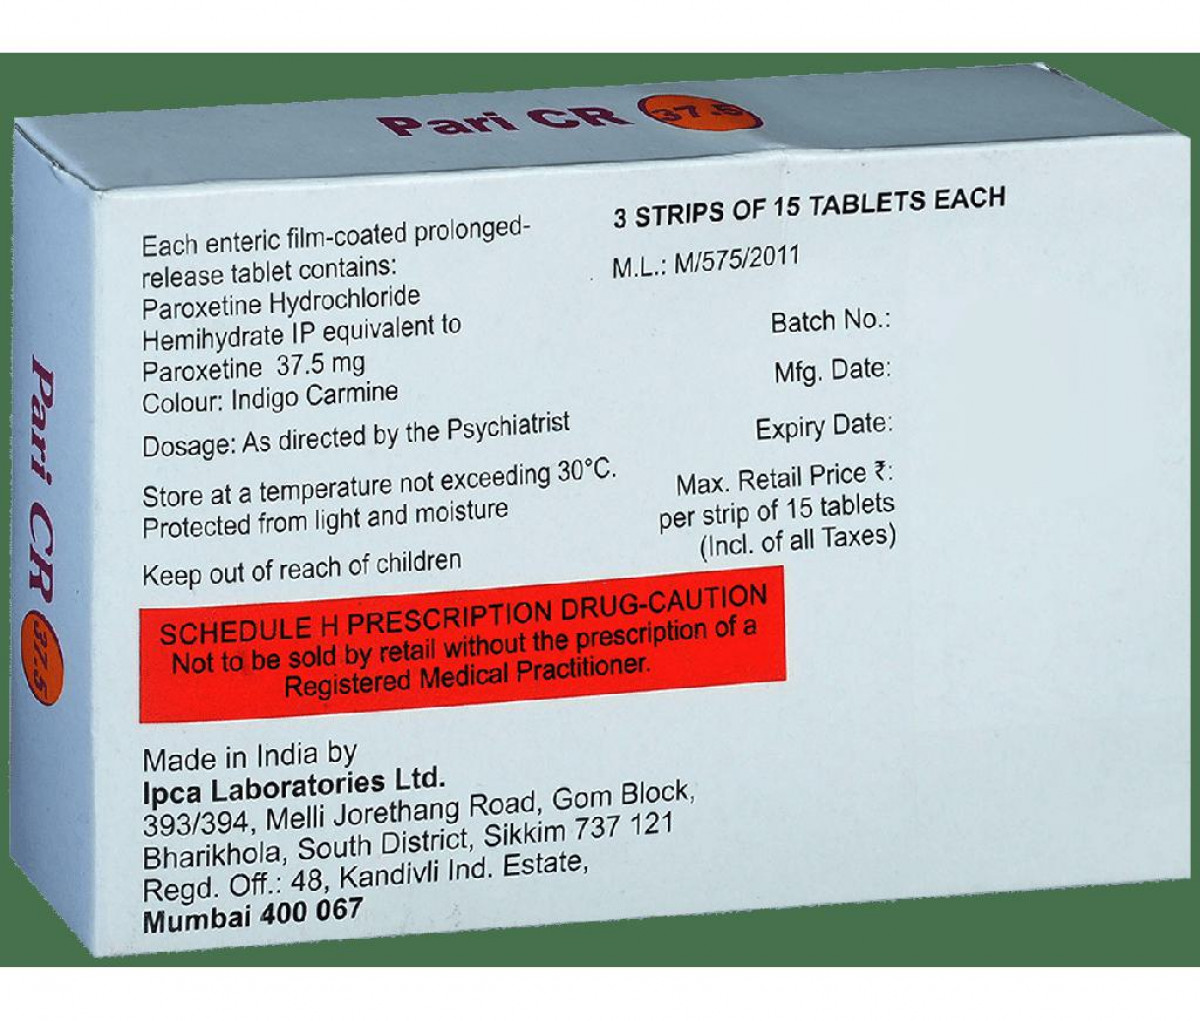 Pari CR 37.5
Pari CR 37.5
Each enteric film-coated prolonged-
release tablet contains:
Paroxetine Hydrochloride
Hemihydrate IP equivalent to
Paroxetine 37.5 mg
Colour: Indigo Carmine
Dosage: As directed by the Psychiatrist
Store at a temperature not exceeding 30°C.
Protected from light and moisture
Keep out of reach of children
3 STRIPS OF 15 TABLETS EACH
M.L.: M/575/2011
Batch No.:
Mfg. Date:
Expiry Date:
Max. Retail Price ₹:
per strip of 15 tablets
(Incl. of all Taxes)
SCHEDULE H PRESCRIPTION DRUG-CAUTION
Not to be sold by retail without the prescription of a
Registered Medical Practitioner.
Made in India by
Ipca Laboratories Ltd.
393/394, Melli Jorethang Road, Gom Block,
Bharikhola, South District, Sikkim 737 121
Regd. Off.: 48, Kandivli Ind. Estate,
Mumbai 400 067